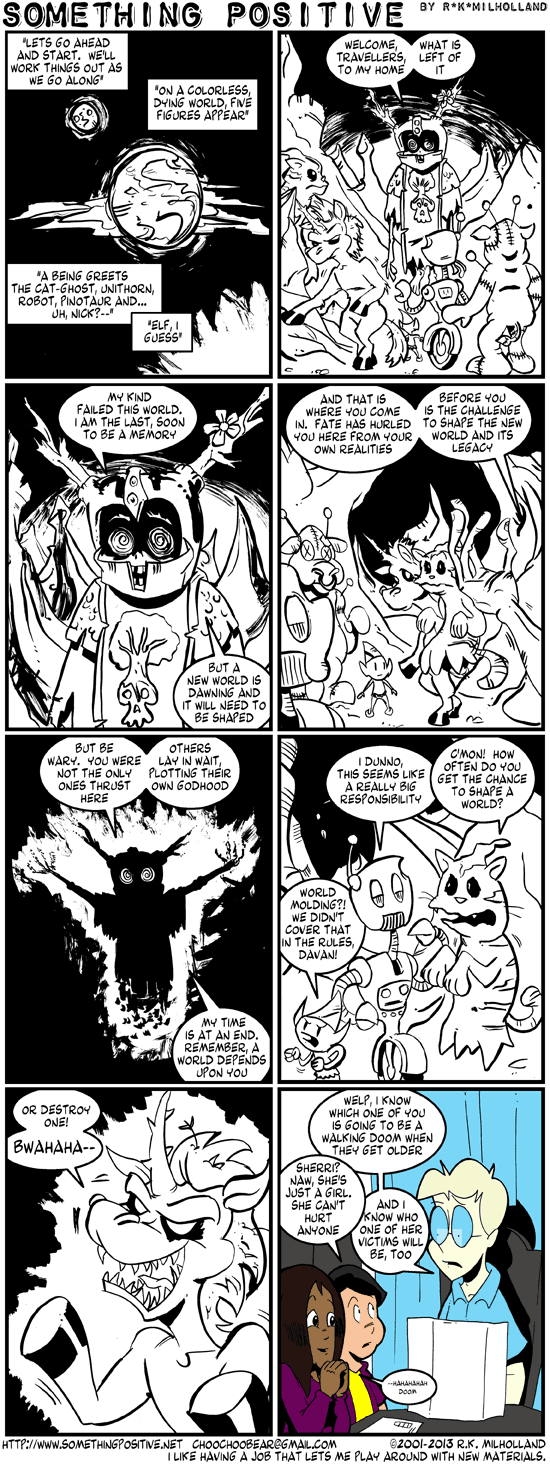 SOMETHING POSITIVE
BY R*K*MILHOLLAND
"LETS GO AHEAD
AND START. WE'LL
WORK THINGS OUT AS
WE GO ALONG"
"ON A COLORLESS,
DYING WORLD, FIVE
FIGURES APPEAR"
"A BEING GREETS
THE CAT-GHOST, UNITHORN,
ROBOT, PINOTAUR AND...
UH, NICK?--"
"ELF, I
GUESS"
WELCOME,
TRAVELLERS,
TO MY HOME
WHAT IS
LEFT OF
IT
MY KIND
FAILED THIS WORLD.
I AM THE LAST, SOON
TO BE A MEMORY
BUT A
NEW WORLD IS
DAWNING AND
IT WILL NEED TO
BE SHAPED
AND THAT IS
WHERE YOU COME
IN. FATE HAS HURLED
YOU HERE FROM YOUR
OWN REALITIES
BEFORE YOU
IS THE CHALLENGE
TO SHAPE THE NEW
WORLD AND ITS
LEGACY
BUT BE
WARY. YOU WERE
NOT THE ONLY
ONES THRUST
HERE
OTHERS
LAY IN WAIT,
PLOTTING THEIR
OWN GODHOOD
MY TIME
IS AT AN END.
REMEMBER, A
WORLD DEPENDS
UPON YOU
I DUNNO,
THIS SEEMS LIKE
A REALLY BIG
RESPONSIBILITY
C'MON! HOW
OFTEN DO YOU
GET THE CHANCE
TO SHAPE A
WORLD?
WORLD
MOLDING?!
WE DIDN'T
COVER THAT
IN THE RULES,
DAVAN!
OR DESTROY
ONE!
BWAHAHA--
WELP, I KNOW
WHICH ONE OF YOU
IS GOING TO BE A
WALKING DOOM WHEN
THEY GET OLDER
SHERRI?
NAW, SHE'S
JUST A GIRL.
SHE CAN'T
HURT
ANYONE
AND I
KNOW WHO
ONE OF HER
VICTIMS WILL
BE, TOO
--HAHAHAHAH
DOOM
HTTP://WWW.SOMETHINGPOSITIVE.NET CHOOCHOOBEAR@GMAIL.COM ©2001-2013 R.K. MILHOLLAND
I LIKE HAVING A JOB THAT LETS ME PLAY AROUND WITH NEW MATERIALS.